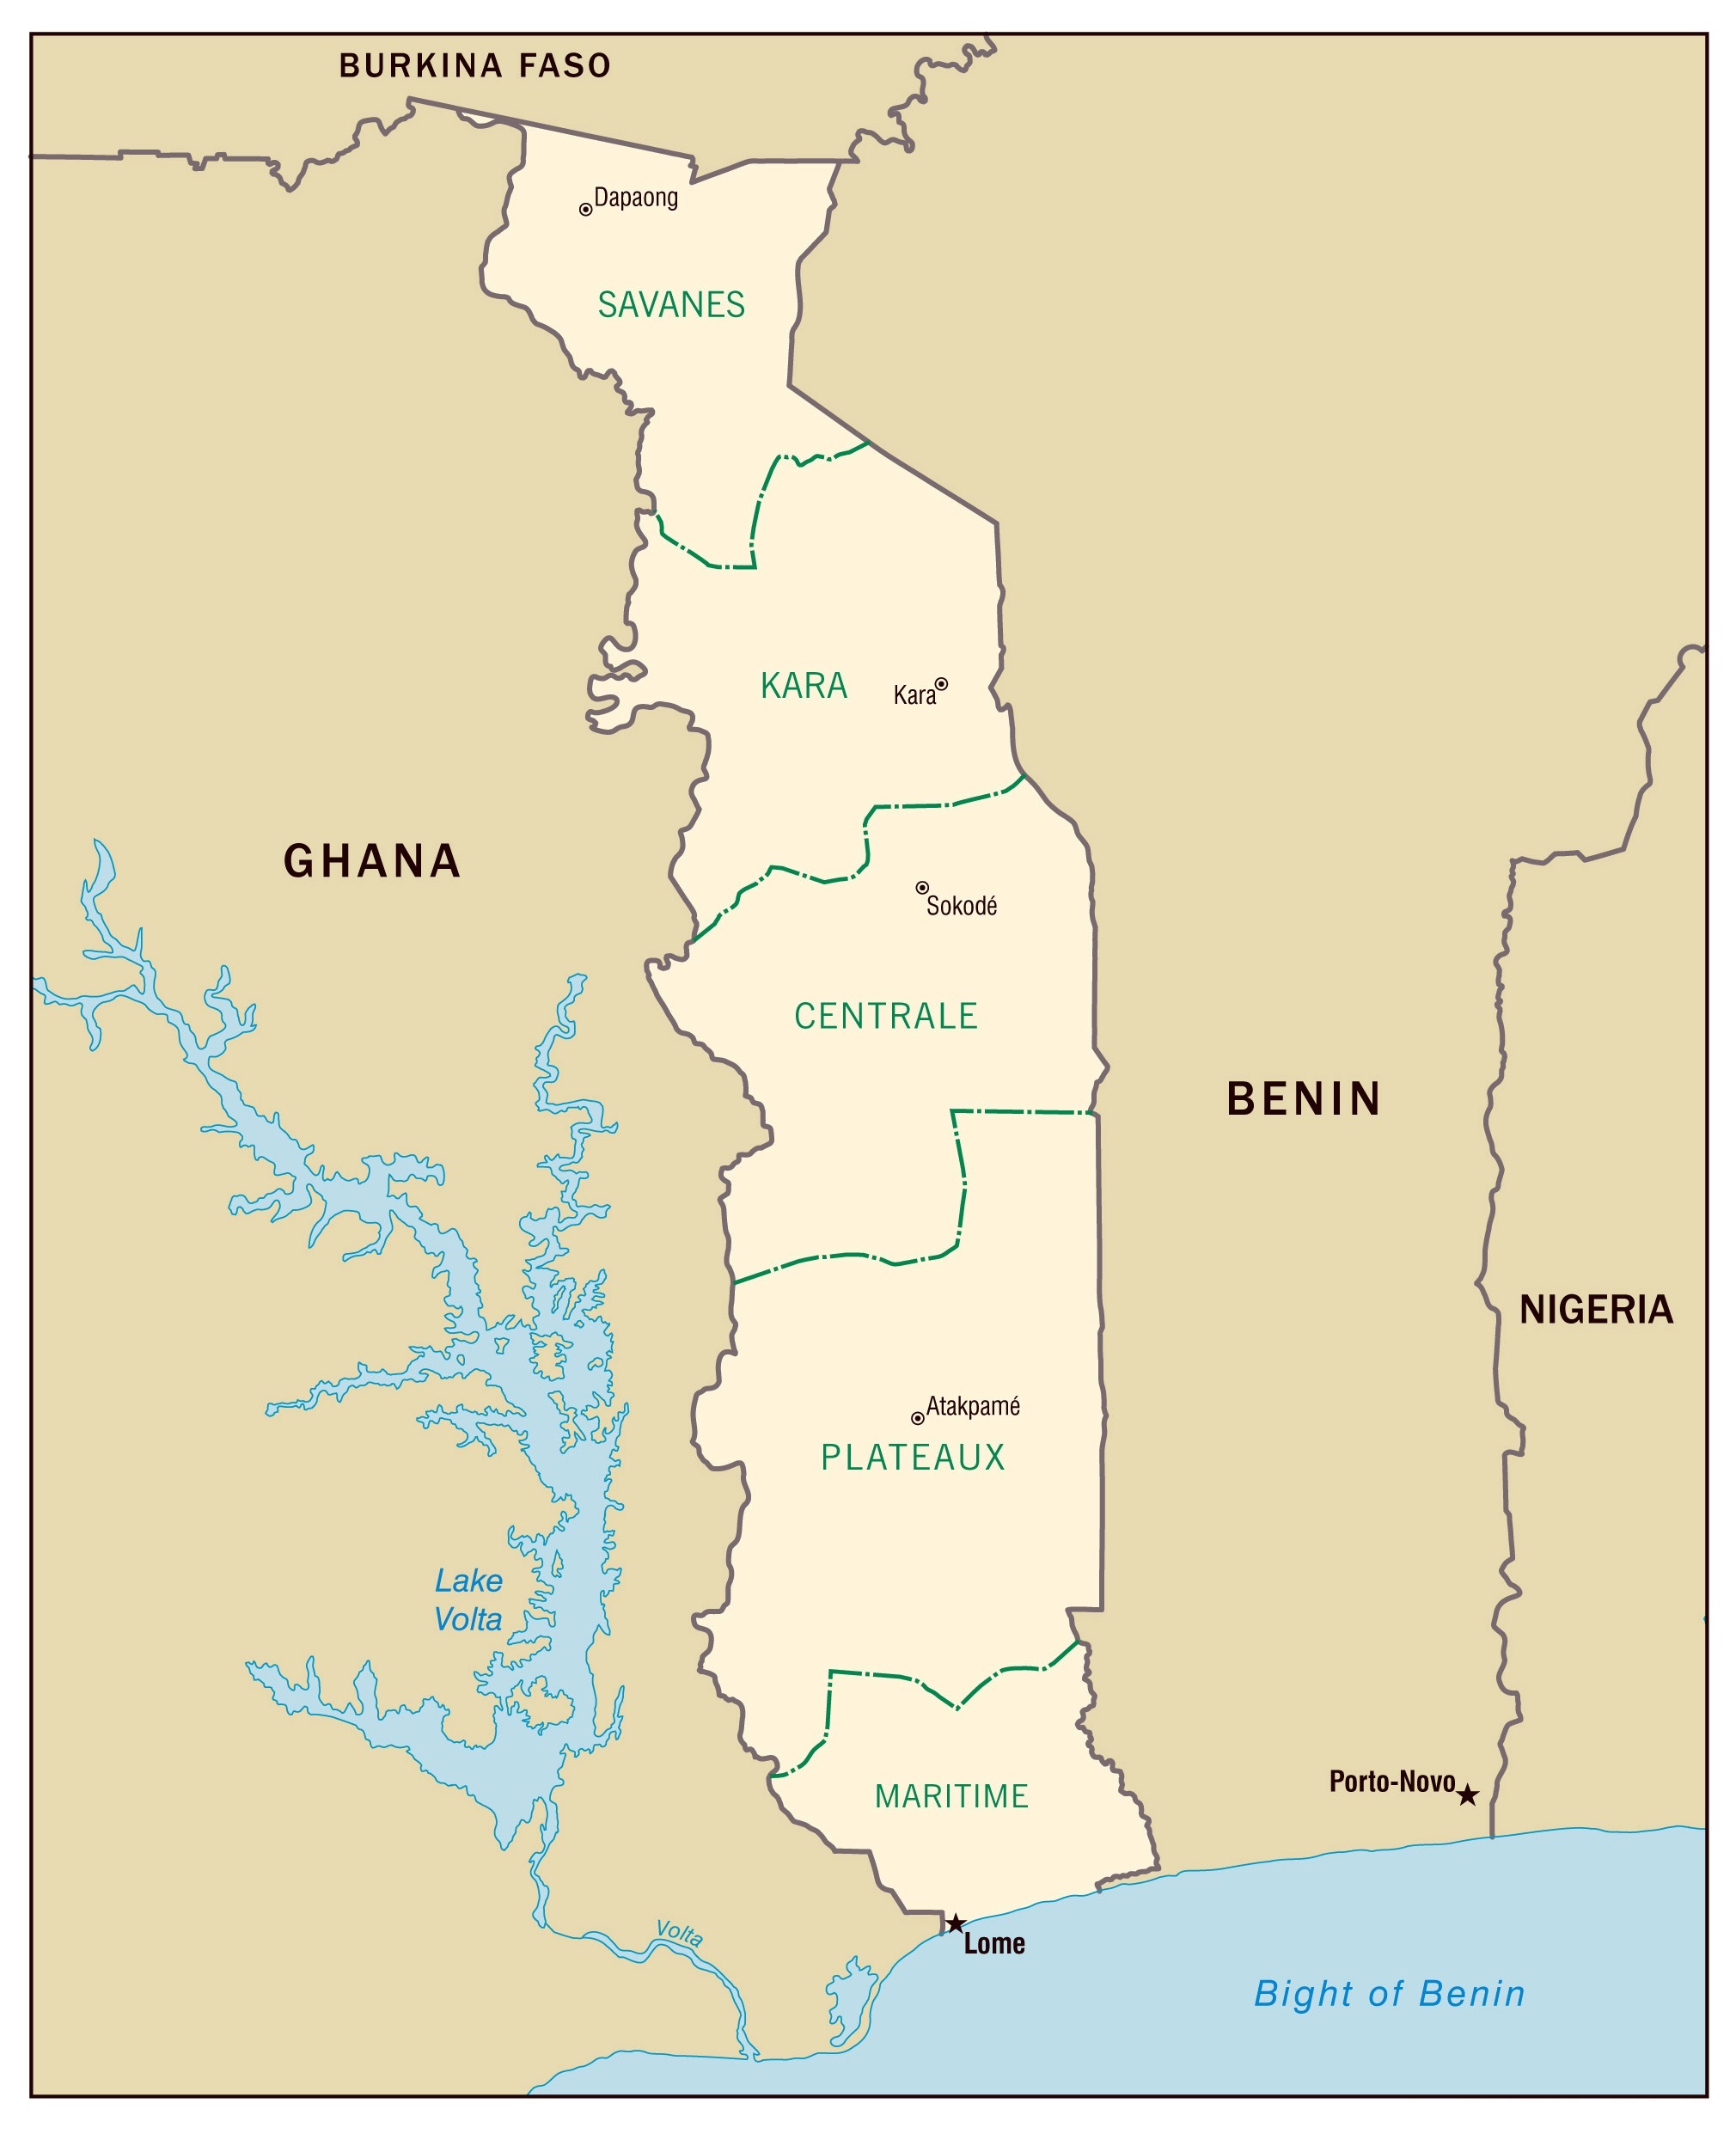 BURKINA FASO
Dapaong
SAVANES
KARA
Kara
GHANA
Sokodé
CENTRALE
BENIN
NIGERIA
Atakpamé
PLATEAUX
Lake
Volta
Porto-Novo
MARITIME
Volta
Lome
Bight of Benin